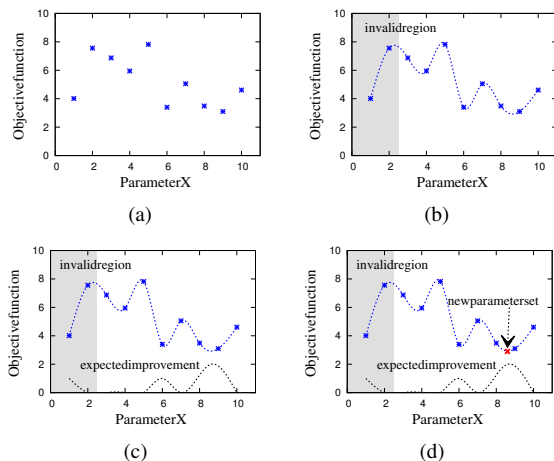 10
8
6
4
2
0
Objectivefunction
0 2 4 6 8 10
ParameterX
(a)
10
8
6
4
2
0
Objectivefunction
invalidregion
0 2 4 6 8 10
ParameterX
(b)
10
8
6
4
2
0
Objectivefunction
invalidregion
expectedimprovement
0 2 4 6 8 10
ParameterX
(c)
10
8
6
4
2
0
Objectivefunction
invalidregion
newparameterset
expectedimprovement
0 2 4 6 8 10
ParameterX
(d)